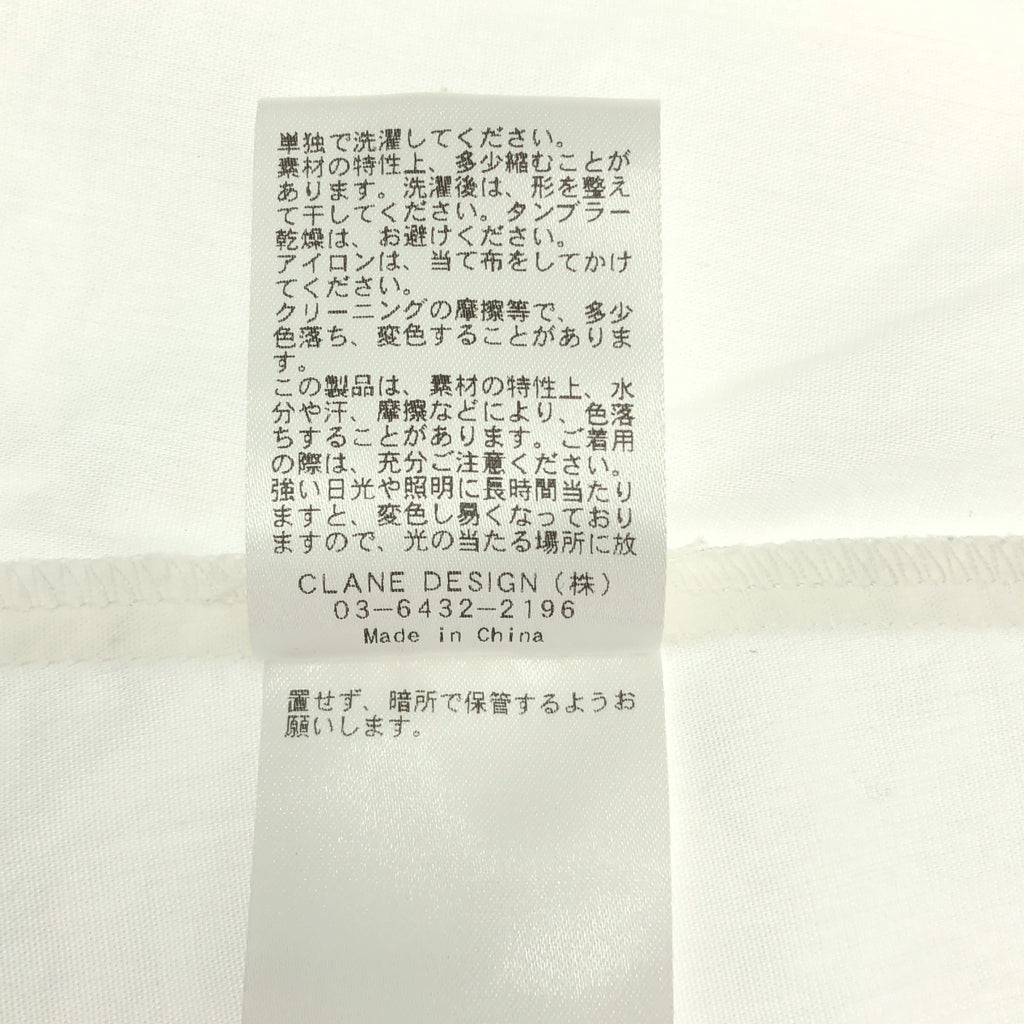 単独で洗濯してください。
素材の特性上、多少縮むことが
あります。洗濯後は、形を整え
て干してください。タンブラー
乾燥は、お避けください。
アイロンは、当て布をしてかけ
てください。
クリーニングの摩擦等で、多少
色落ち、変色することがありま
す。
この製品は、素材の特性上、水
分や汗、摩擦などにより、色落
ちすることがあります。ご着用
の際は、充分ご注意ください。
強い日光や照明に長時間当たり
ますと、変色し易くなっており
ますので、光の当たる場所に放
CLANE DESIGN（株）
03-6432-2196
Made in China
置せず、暗所で保管するようお
願いします。